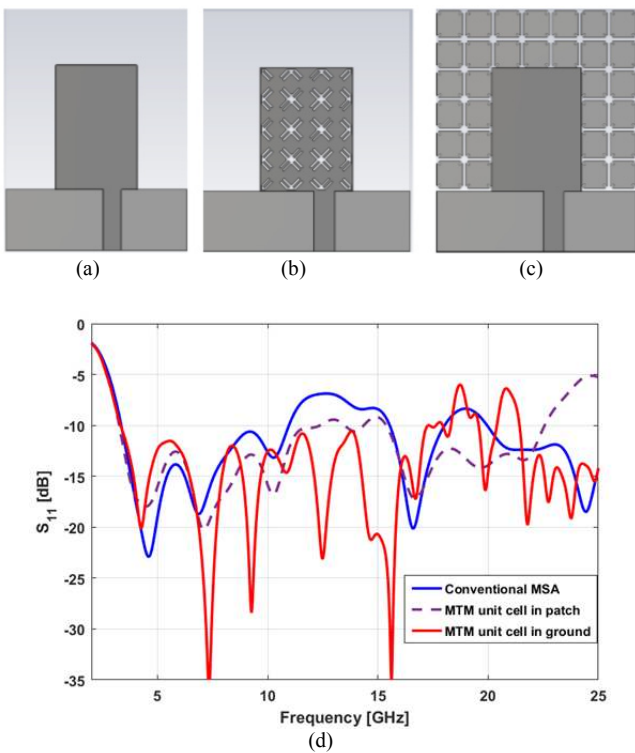 (a)
(b)
(c)
0
-5
-10
-15
-20
-25
-30
-35
S11 [dB]
Conventional MSA
MTM unit cell in patch
MTM unit cell in ground
5
10
15
20
25
Frequency [GHz]
(d)